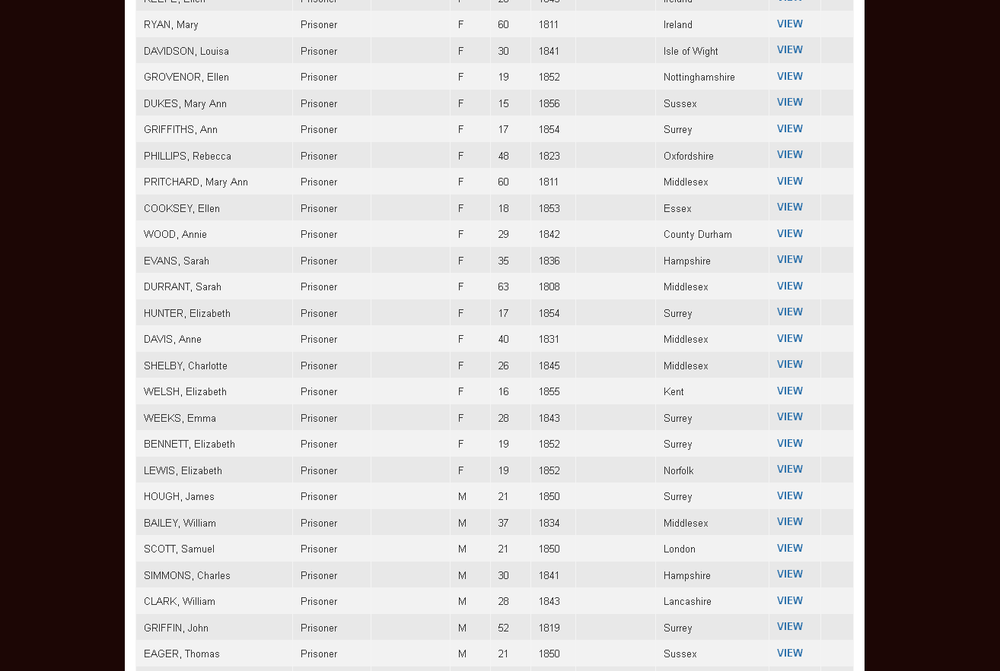 KEEFE, Ellen Prisoner F 28 1843 Ireland VIEW
RYAN, Mary Prisoner F 60 1811 Ireland VIEW
DAVIDSON, Louisa Prisoner F 30 1841 Isle of Wight VIEW
GROVENOR, Ellen Prisoner F 19 1852 Nottinghamshire VIEW
DUKES, Mary Ann Prisoner F 15 1856 Sussex VIEW
GRIFFITHS, Ann Prisoner F 17 1854 Surrey VIEW
PHILLIPS, Rebecca Prisoner F 48 1823 Oxfordshire VIEW
PRITCHARD, Mary Ann Prisoner F 60 1811 Middlesex VIEW
COOKSEY, Ellen Prisoner F 18 1853 Essex VIEW
WOOD, Annie Prisoner F 29 1842 County Durham VIEW
EVANS, Sarah Prisoner F 35 1836 Hampshire VIEW
DURRANT, Sarah Prisoner F 63 1808 Middlesex VIEW
HUNTER, Elizabeth Prisoner F 17 1854 Surrey VIEW
DAVIS, Anne Prisoner F 40 1831 Middlesex VIEW
SHELBY, Charlotte Prisoner F 26 1845 Middlesex VIEW
WELSH, Elizabeth Prisoner F 16 1855 Kent VIEW
WEEKS, Emma Prisoner F 28 1843 Surrey VIEW
BENNETT, Elizabeth Prisoner F 19 1852 Surrey VIEW
LEWIS, Elizabeth Prisoner F 19 1852 Norfolk VIEW
HOUGH, James Prisoner M 21 1850 Surrey VIEW
BAILEY, William Prisoner M 37 1834 Middlesex VIEW
SCOTT, Samuel Prisoner M 21 1850 London VIEW
SIMMONS, Charles Prisoner M 30 1841 Hampshire VIEW
CLARK, William Prisoner M 28 1843 Lancashire VIEW
GRIFFIN, John Prisoner M 52 1819 Surrey VIEW
EAGER, Thomas Prisoner M 21 1850 Sussex VIEW